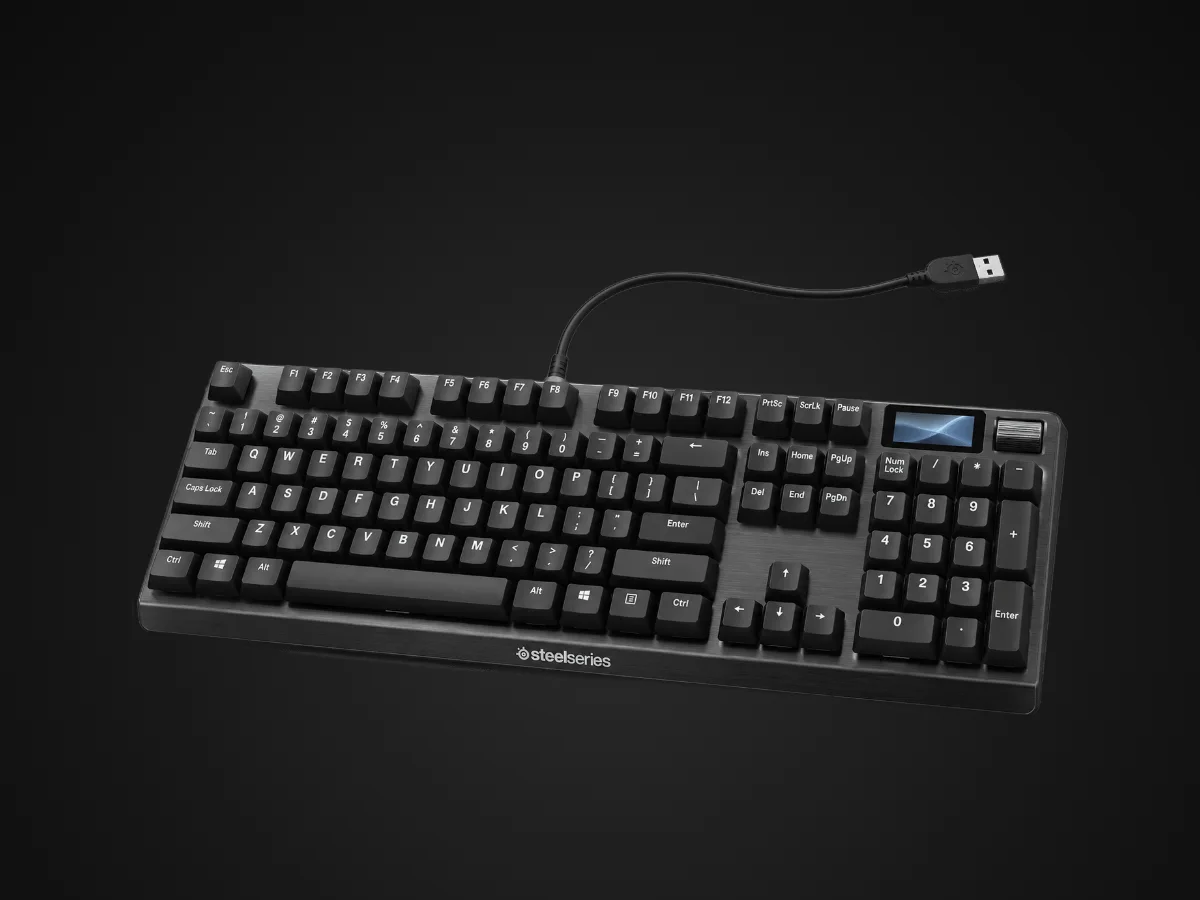 Esc F1 F2 F3 F4 F5 F6 F7 F8 F9 F10 F11 F12 PrtSc ScrLk Pause
~ ` ! 1 @ 2 # 3 $ 4 % 5 ^ 6 & 7 * 8 ( 9 ) 0 _ - + = ← Ins Home PgUp Num Lock / * −
Tab Q W E R T Y U I O P { [ } ] | \ Del End PgDn 7 8 9 +
Caps Lock A S D F G H J K L : ; " ' Enter 4 5 6
Shift Z X C V B N M < , > . ? / Shift ↑ 1 2 3 Enter
Ctrl Alt Alt Ctrl ← ↓ → 0 .
steelseries